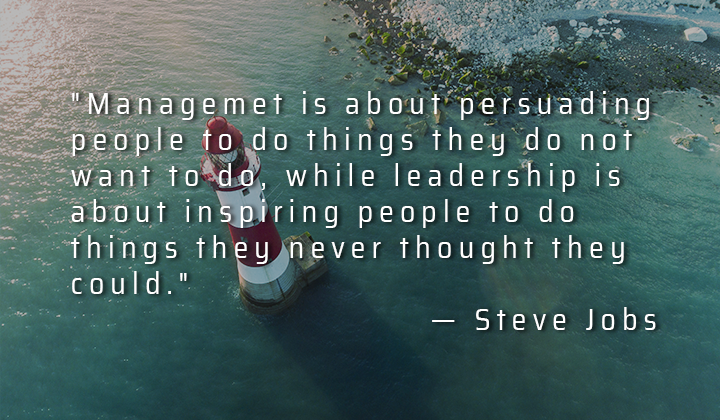 "Managemet is about persuading
people to do things they do not
want to do, while leadership is
about inspiring people to do
things they never thought they
could."
— Steve Jobs